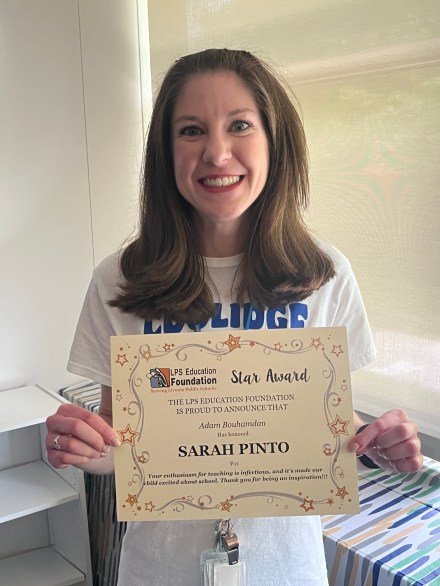 COOLIDGE
LPS Education
Foundation
Serving Livonia Public Schools
Star Award
THE LPS EDUCATION FOUNDATION
IS PROUD TO ANNOUNCE THAT
Adam Bouhamdan
Has honored
SARAH PINTO
For
Your enthusiasm for teaching is infectious, and it's made our
child excited about school. Thank you for being an inspiration!!!